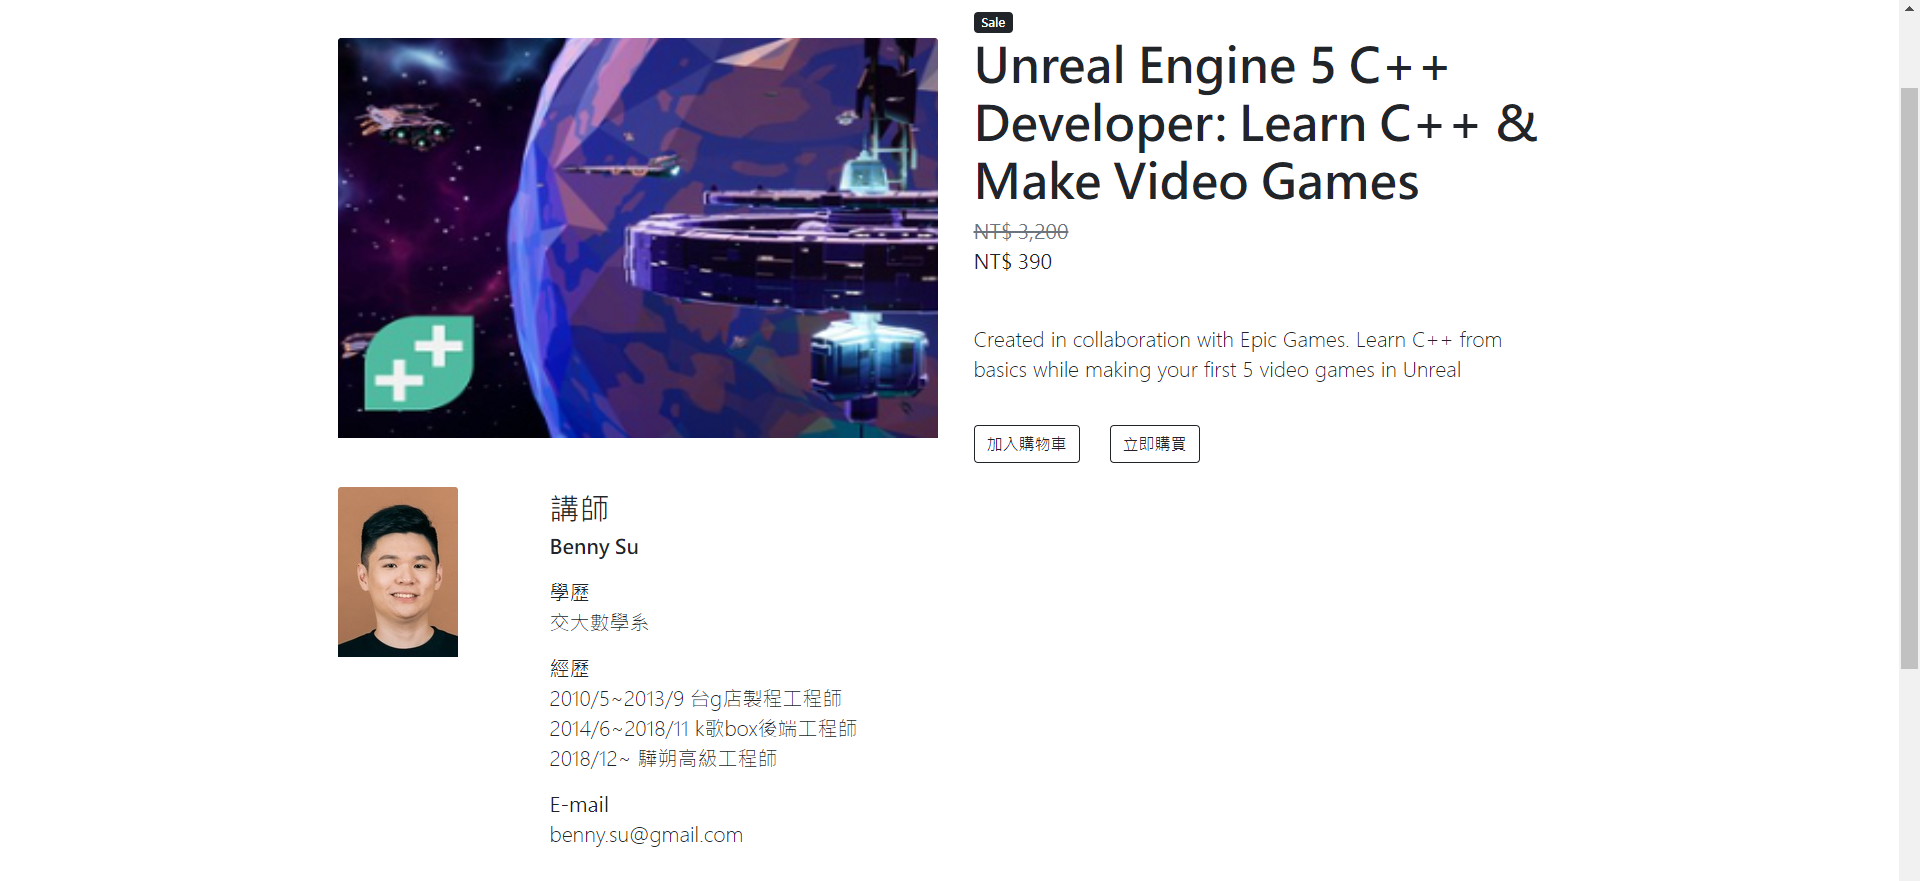 Sale
Unreal Engine 5 C++
Developer: Learn C++ &
Make Video Games
NT$ 3,200
NT$ 390
Created in collaboration with Epic Games. Learn C++ from
basics while making your first 5 video games in Unreal
加入購物車
立即購買
講師
Benny Su
學歷
交大數學系
經歷
2010/5~2013/9 台g店製程工程師
2014/6~2018/11 k歌box後端工程師
2018/12~ 驊朔高級工程師
E-mail
benny.su@gmail.com